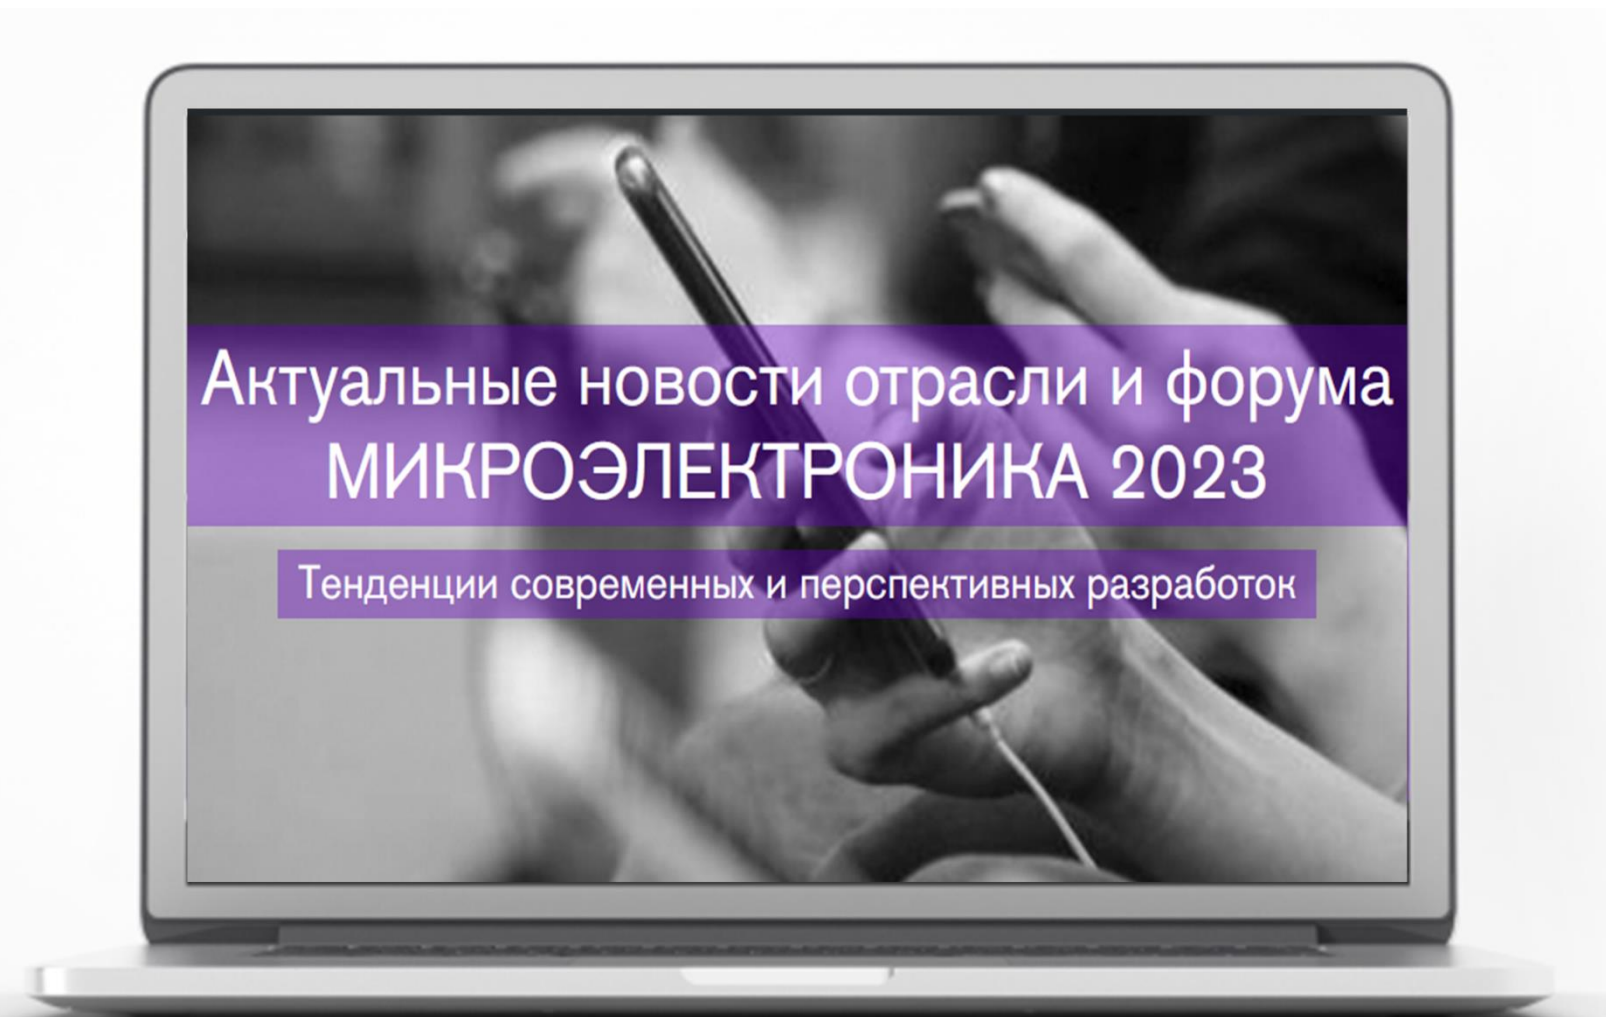 Актуальные новости отрасли и форума
МИКРОЭЛЕКТРОНИКА 2023
Тенденции современных и перспективных разработок